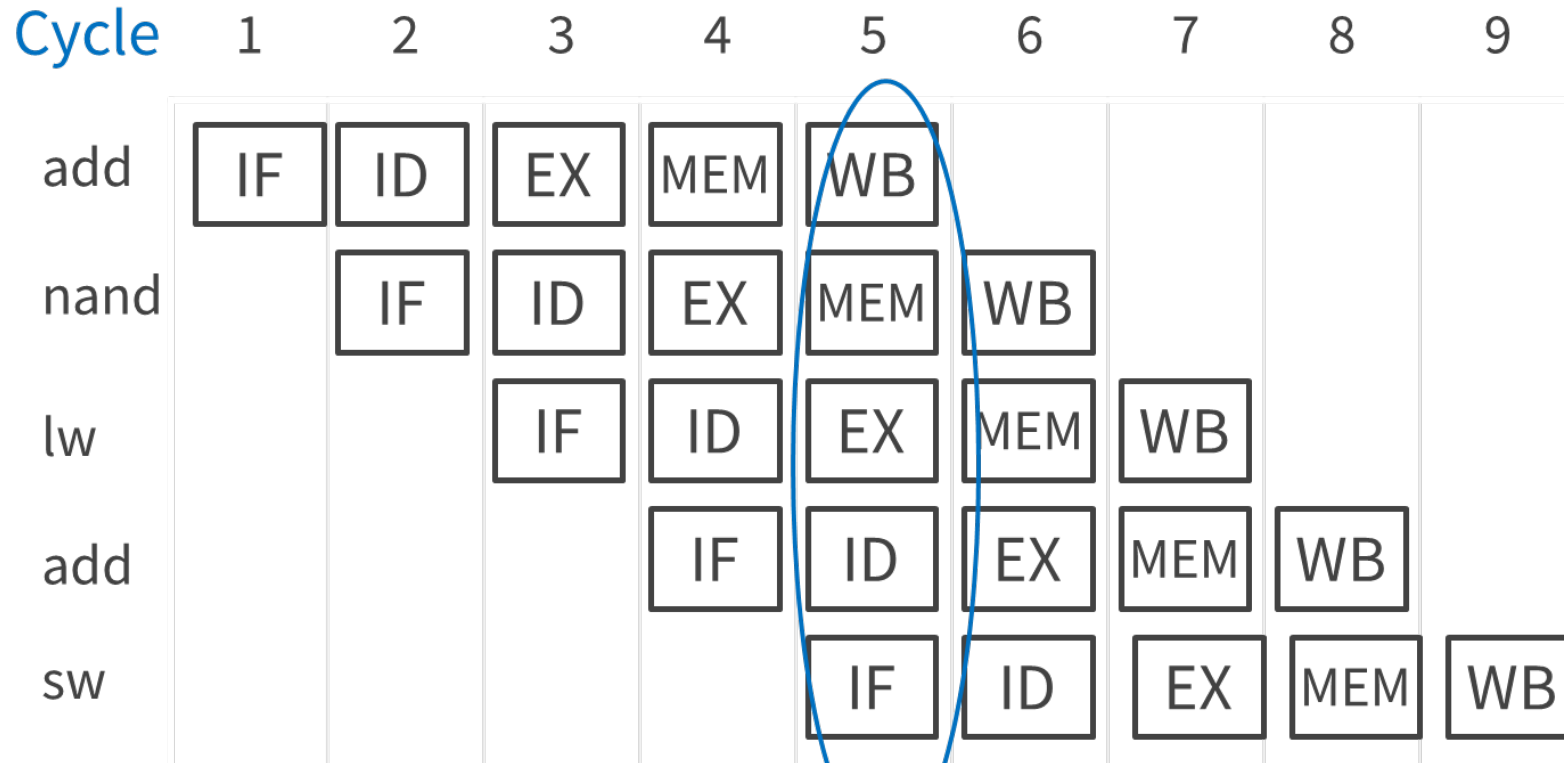 Cycle 1 2 3 4 5 6 7 8 9
add IF ID EX MEM WB
nand IF ID EX MEM WB
lw IF ID EX MEM WB
add IF ID EX MEM WB
sw IF ID EX MEM WB